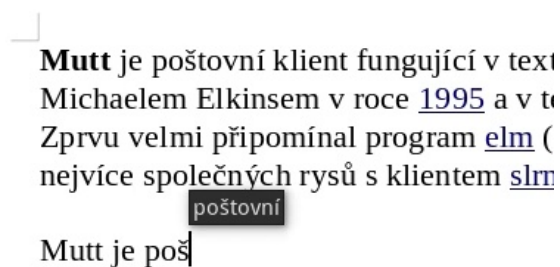 Mutt je poštovní klient fungující v text
Michaelem Elkinsem v roce 1995 a v t
Zprvu velmi připomínal program elm (
nejvíce společných rysů s klientem slrn
poštovní
Mutt je poš